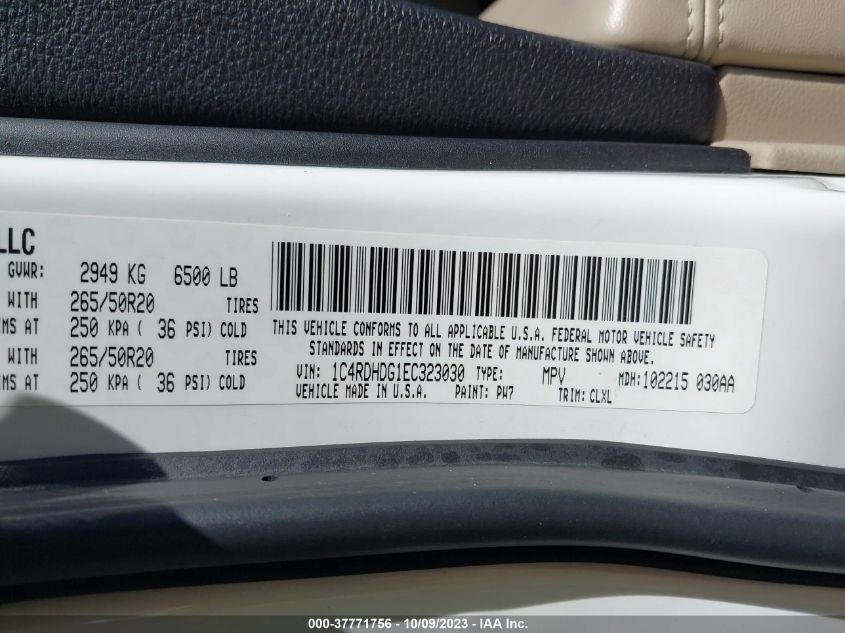 LLC
GVWR: 2949 KG 6500 LB
WITH 265/50R20 TIRES
MS AT 250 KPA ( 36 PSI) COLD
WITH 265/50R20 TIRES
MS AT 250 KPA ( 36 PSI) COLD
THIS VEHICLE CONFORMS TO ALL APPLICABLE U.S.A. FEDERAL MOTOR VEHICLE SAFETY
STANDARDS IN EFFECT ON THE DATE OF MANUFACTURE SHOWN ABOVE.
VIN: 1C4RDHDG1EC323030 TYPE: MPV MDH:102215 030AA
VEHICLE MADE IN U.S.A. PAINT: PW7 TRIM: CLXL
000-37771756 - 10/09/2023 - IAA Inc.